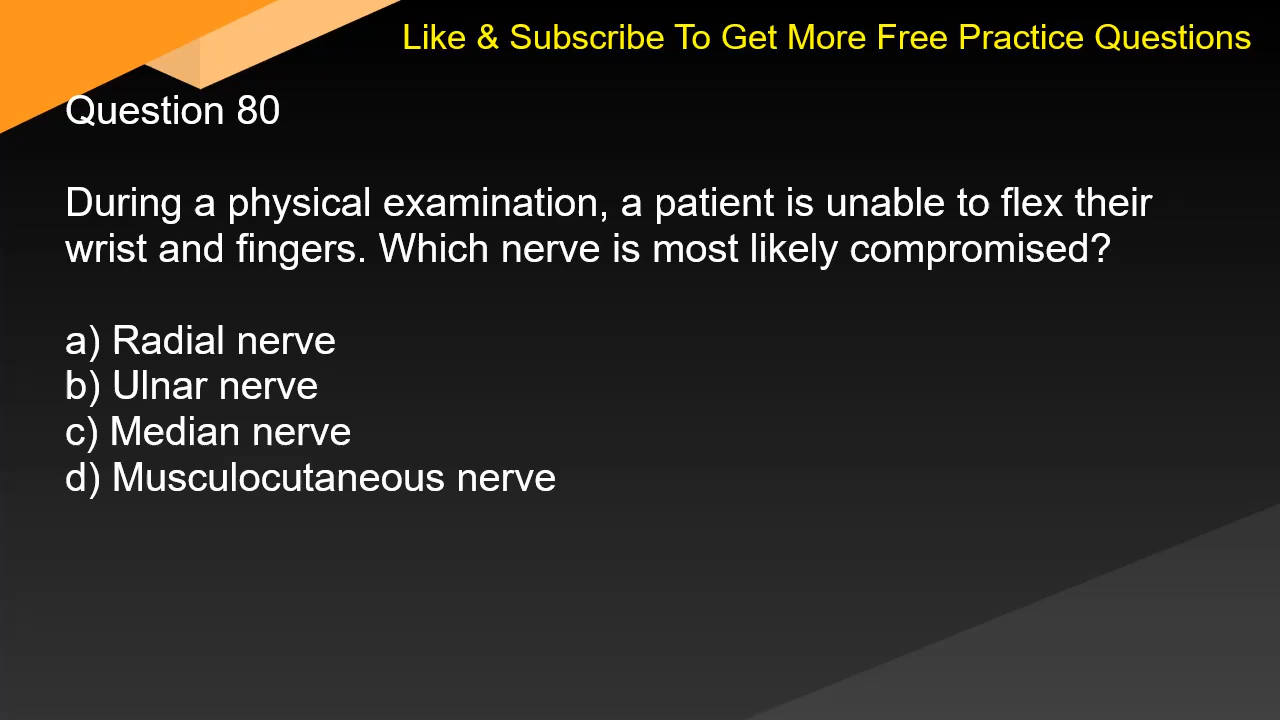 Like & Subscribe To Get More Free Practice Questions
Question 80
During a physical examination, a patient is unable to flex their
wrist and fingers. Which nerve is most likely compromised?
a) Radial nerve
b) Ulnar nerve
c) Median nerve
d) Musculocutaneous nerve